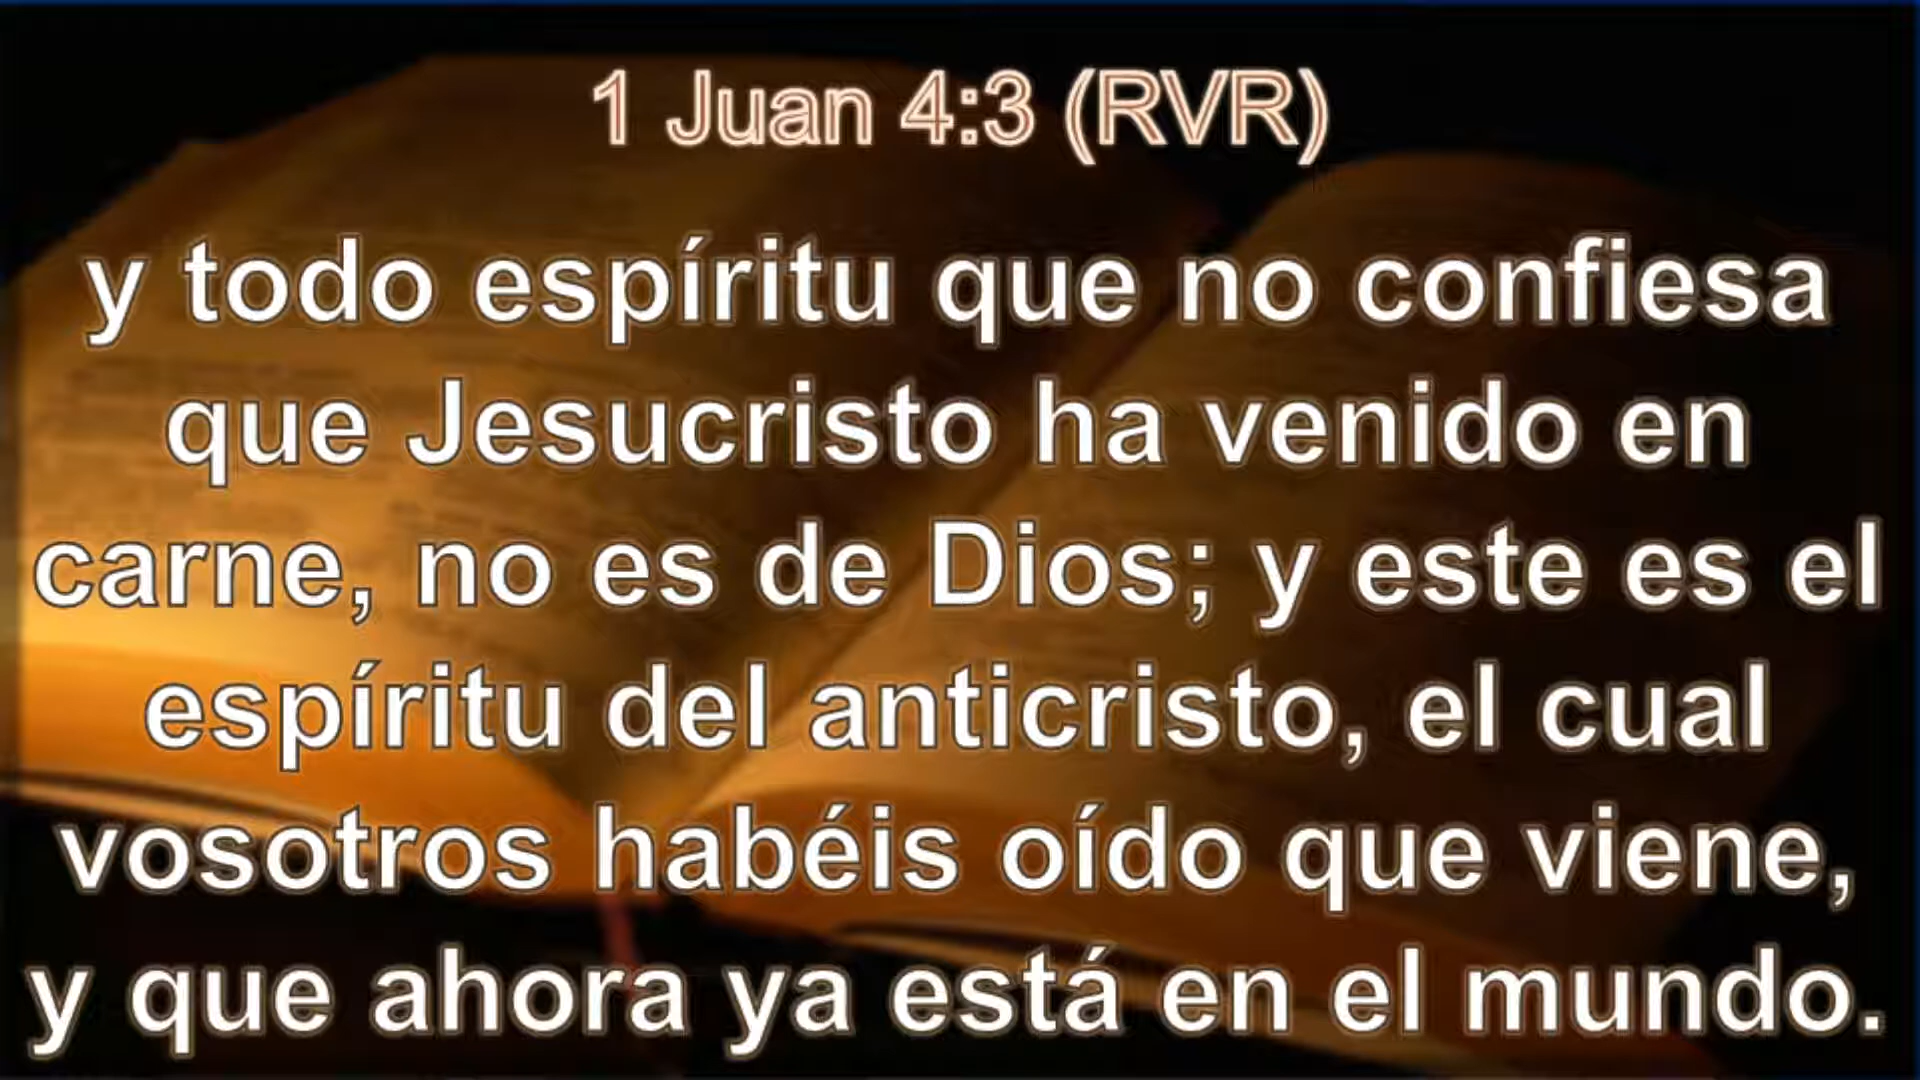 1 Juan 4:3 (RVR)
y todo espíritu que no confiesa
que Jesucristo ha venido en
carne, no es de Dios; y este es el
espíritu del anticristo, el cual
vosotros habéis oído que viene,
y que ahora ya está en el mundo.